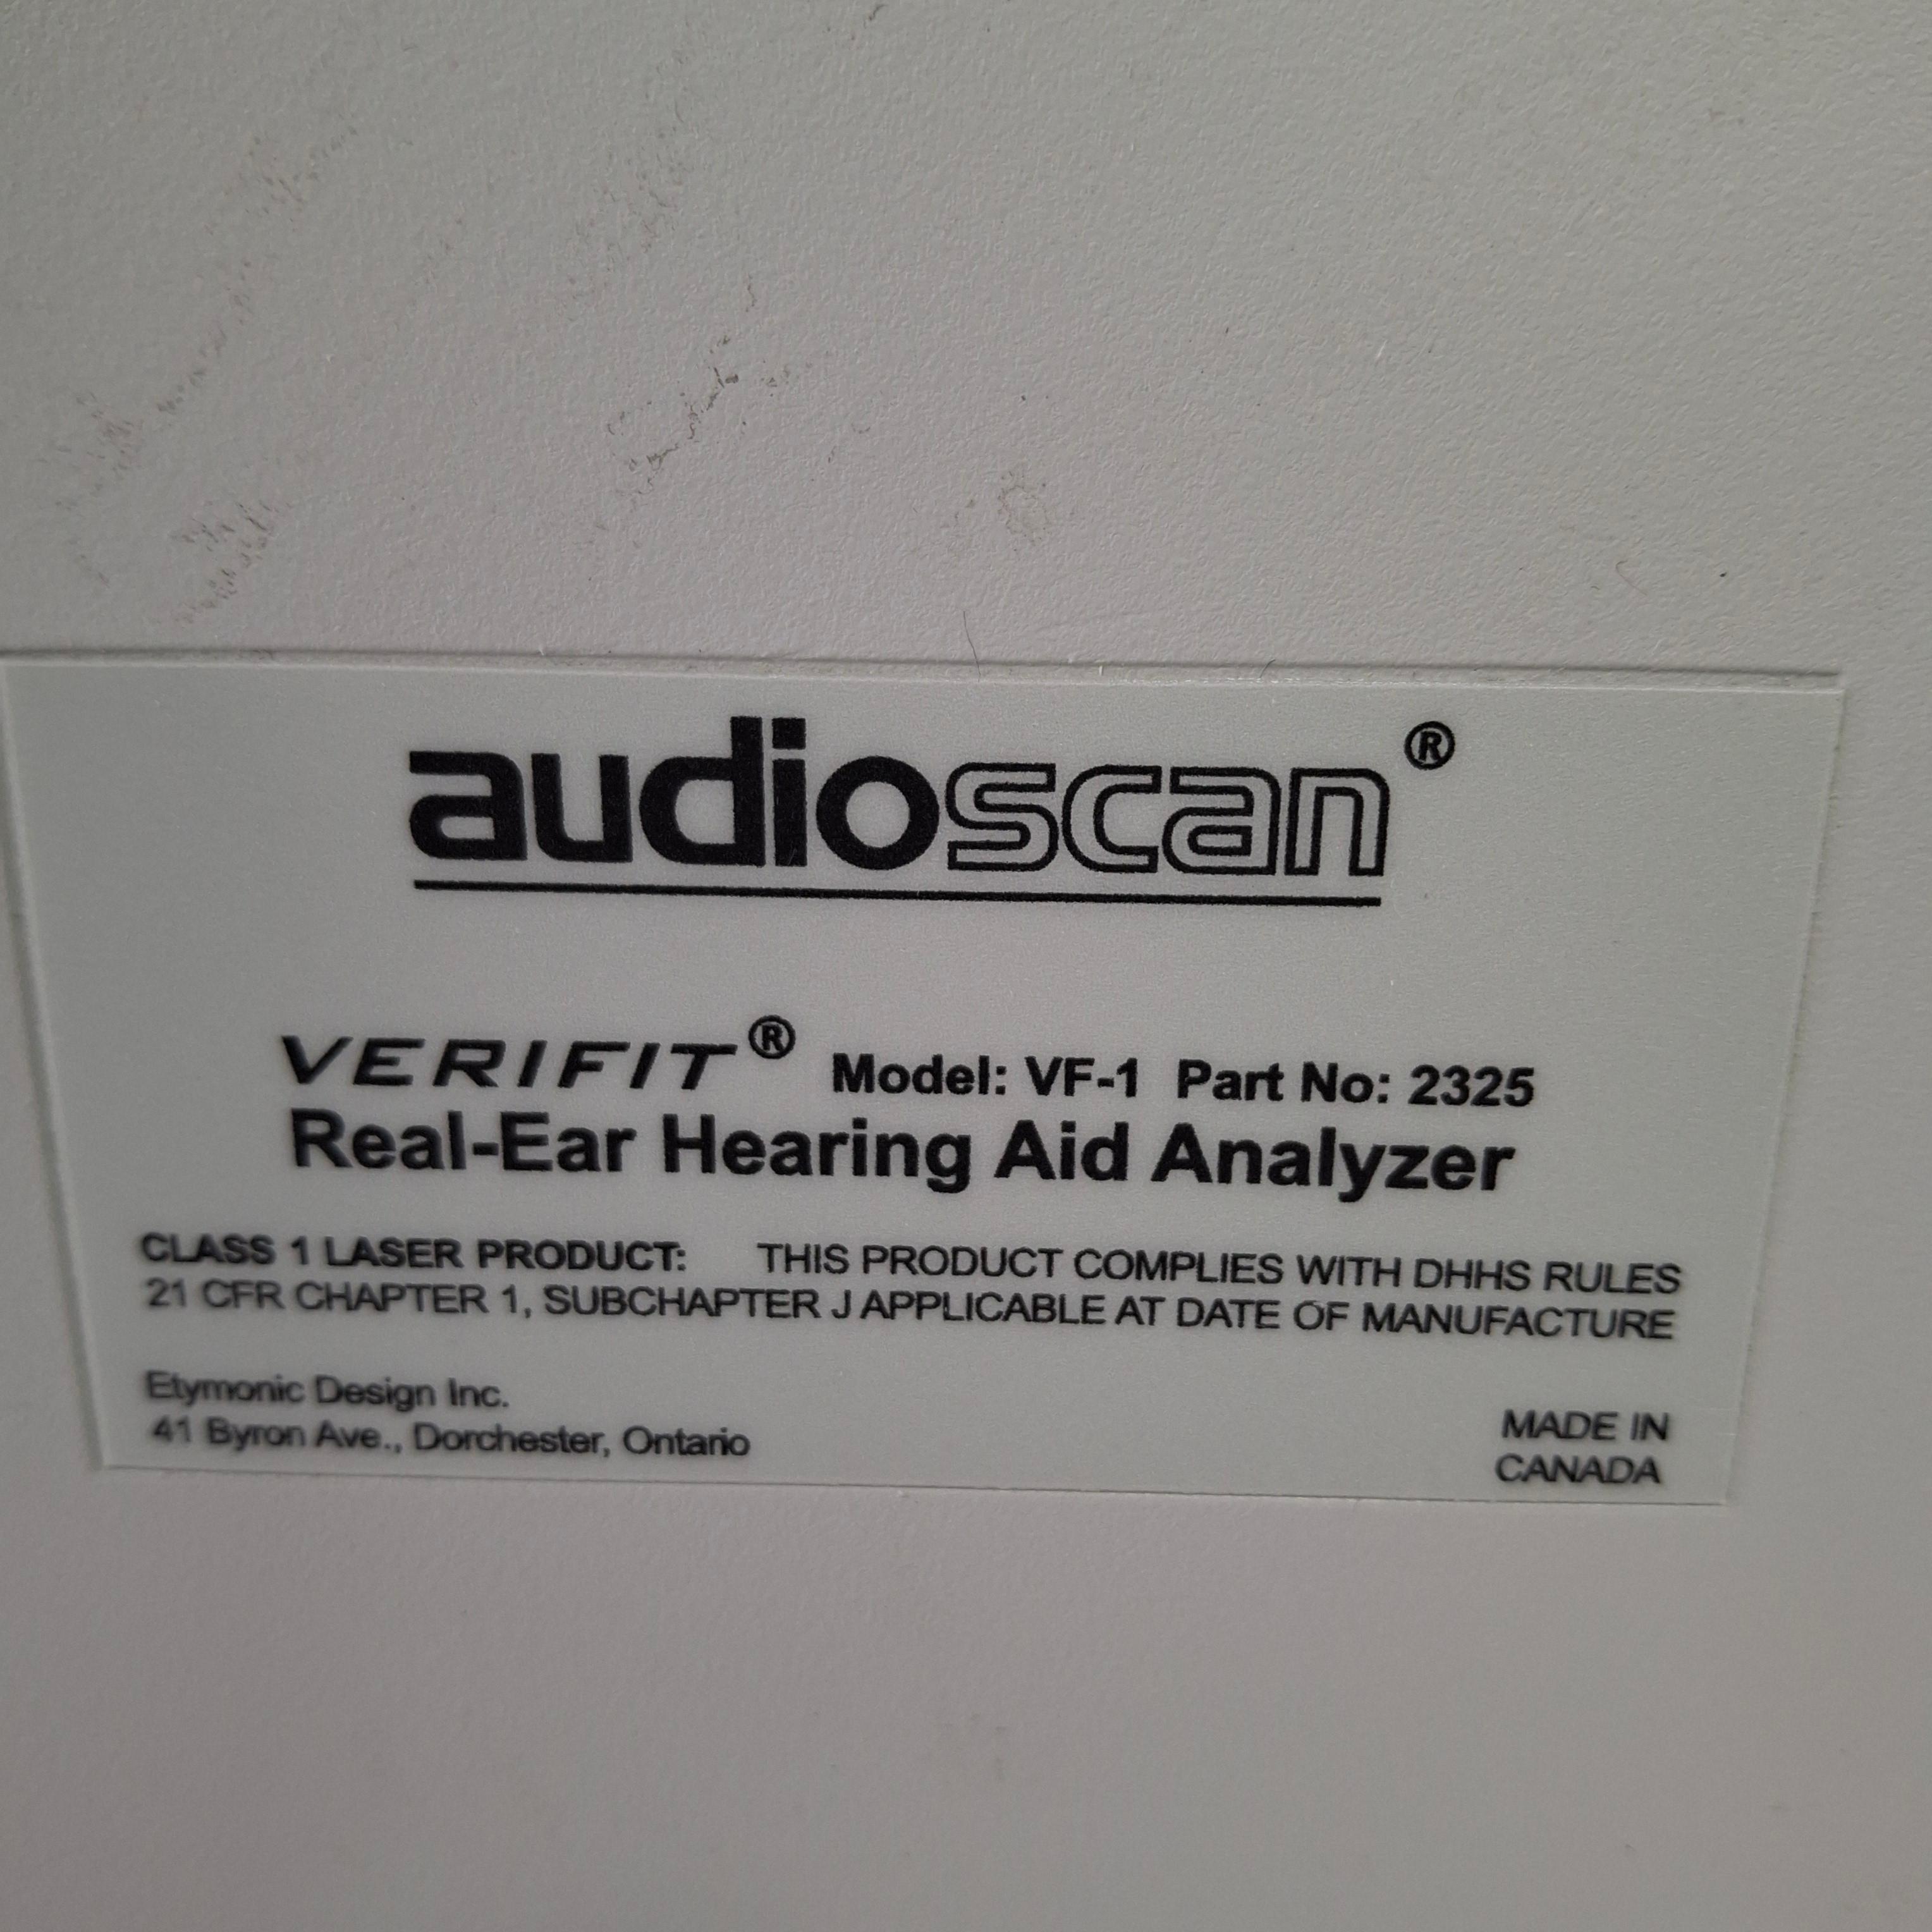 audioscan®
VERIFIT® Model: VF-1 Part No: 2325
Real-Ear Hearing Aid Analyzer
CLASS 1 LASER PRODUCT: THIS PRODUCT COMPLIES WITH DHHS RULES
21 CFR CHAPTER 1, SUBCHAPTER J APPLICABLE AT DATE OF MANUFACTURE
Etymonic Design Inc.
41 Byron Ave., Dorchester, Ontario
MADE IN
CANADA